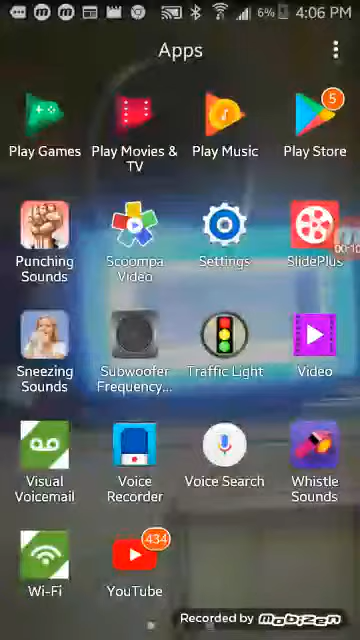 6% 4:06 PM
Apps
Play Games
Play Movies & TV
Play Music
5
Play Store
Punching Sounds
Scoompa Video
Settings
00:10
SlidePlus
Sneezing Sounds
Subwoofer Frequency...
Traffic Light
Video
Visual Voicemail
Voice Recorder
Voice Search
Whistle Sounds
Wi-Fi
434
YouTube
Recorded by Mobizen